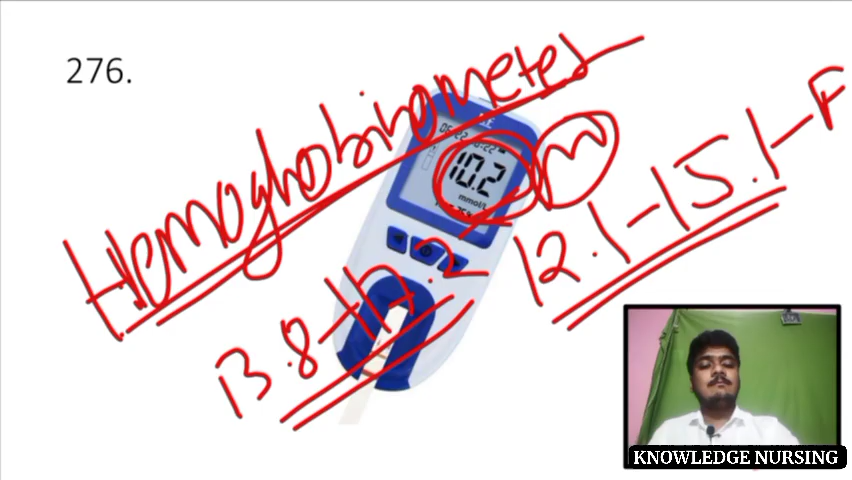 276.
Hemoglobinometer
10.2
mmol/L
M
12.1-15.1-F
13.8-17.2
KNOWLEDGE NURSING